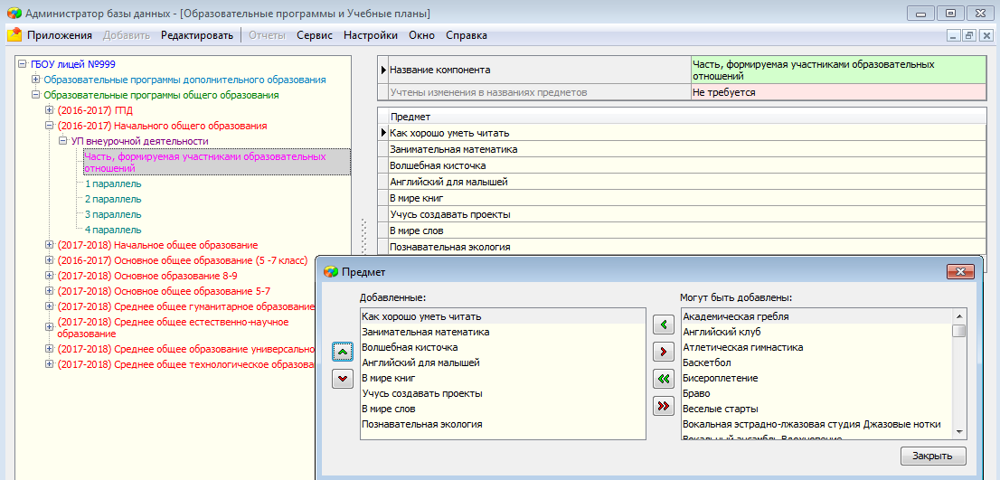 Администратор базы данных - [Образовательные программы и Учебные планы]
Приложения Добавить Редактировать Отчеты Сервис Настройки Окно Справка
ГБОУ лицей №999
Образовательные программы дополнительного образования
Образовательные программы общего образования
(2016-2017) ГПД
(2016-2017) Начального общего образования
УП внеурочной деятельности
Часть, формируемая участниками образовательных
отношений
1 параллель
2 параллель
3 параллель
4 параллель
(2017-2018) Начальное общее образование
(2016-2017) Основное общее образование (5 -7 класс)
(2017-2018) Основное образование 8-9
(2017-2018) Основное общее образование 5-7
(2017-2018) Среднее общее гуманитарное образование
(2017-2018) Среднее общее естественно-научное
образование
(2017-2018) Среднее общее образование универсально
(2017-2018) Среднее общее технологическое образова
Название компонента
Часть, формируемая участниками образовательных
отношений
Учтены изменения в названиях предметов
Не требуется
Предмет
Как хорошо уметь читать
Занимательная математика
Волшебная кисточка
Английский для малышей
В мире книг
Учусь создавать проекты
В мире слов
Познавательная экология
Предмет
Добавленные:
Как хорошо уметь читать
Занимательная математика
Волшебная кисточка
Английский для малышей
В мире книг
Учусь создавать проекты
В мире слов
Познавательная экология
Могут быть добавлены:
Академическая гребля
Английский клуб
Атлетическая гимнастика
Баскетбол
Бисероплетение
Браво
Веселые старты
Вокальная эстрадно-лжазовая студия Джазовые нотки
Вокальный ансамбль Вдохновение
Закрыть